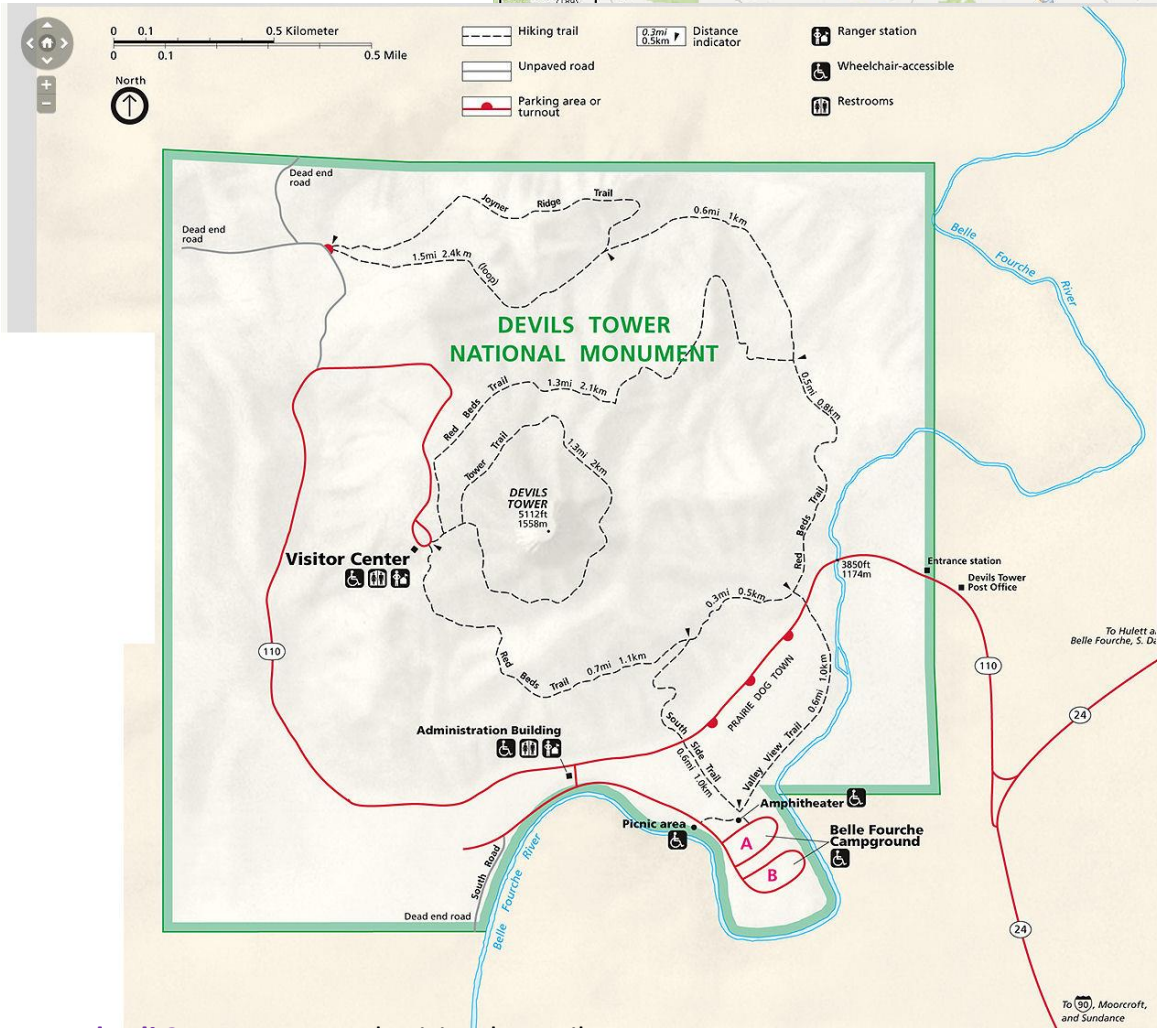 0 0.1 0.5 Kilometer
0 0.1 0.5 Mile
North
Hiking trail
Unpaved road
Parking area or
turnout
0.3mi
0.5km
Distance
indicator
Ranger station
Wheelchair-accessible
Restrooms
Dead end
road
Dead end
road
Joyner Ridge Trail
1.5mi 2.4km (loop)
0.6mi 1km
Belle Fourche River
DEVILS TOWER
NATIONAL MONUMENT
Red Beds Trail 1.3mi 2.1km
0.5mi 0.8km
Tower Trail 1.3mi 2km
DEVILS
TOWER
5112ft
1558m
Red Beds Trail
Visitor Center
3850ft
1174m
Entrance station
Devils Tower
Post Office
0.3mi 0.5km
To Hulett
Belle Fourche, S.
110
110
Red Beds Trail 0.7mi 1.1km
PRAIRIE DOG TOWN
0.6mi 1.0km
Valley View Trail
South Side Trail
0.6mi 1.0km
24
Administration Building
Amphitheater
Picnic area
Belle Fourche
Campground
A
B
South Road
Belle Fourche River
Dead end road
24
To 90, Moorcroft,
and Sundance